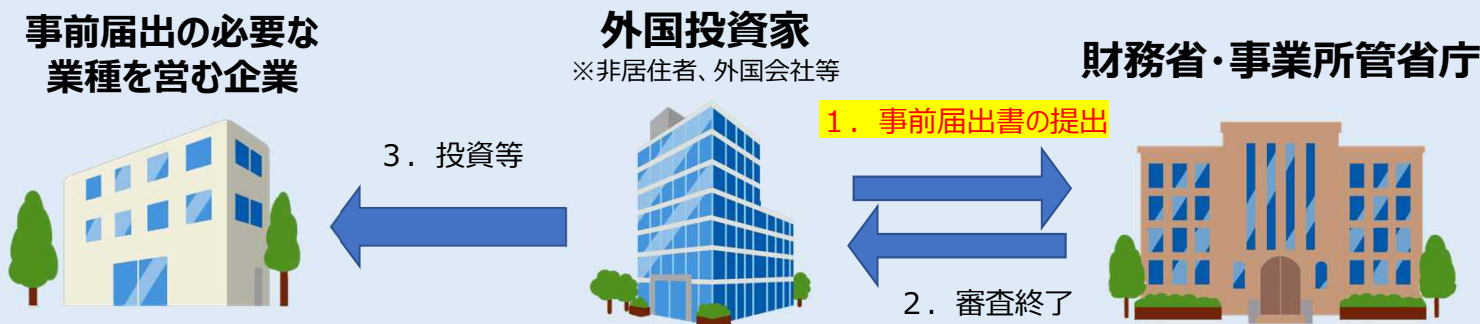 事前届出の必要な
業種を営む企業
外国投資家
※非居住者、外国会社等
財務省・事業所管省庁
1．事前届出書の提出
3．投資等
2．審査終了